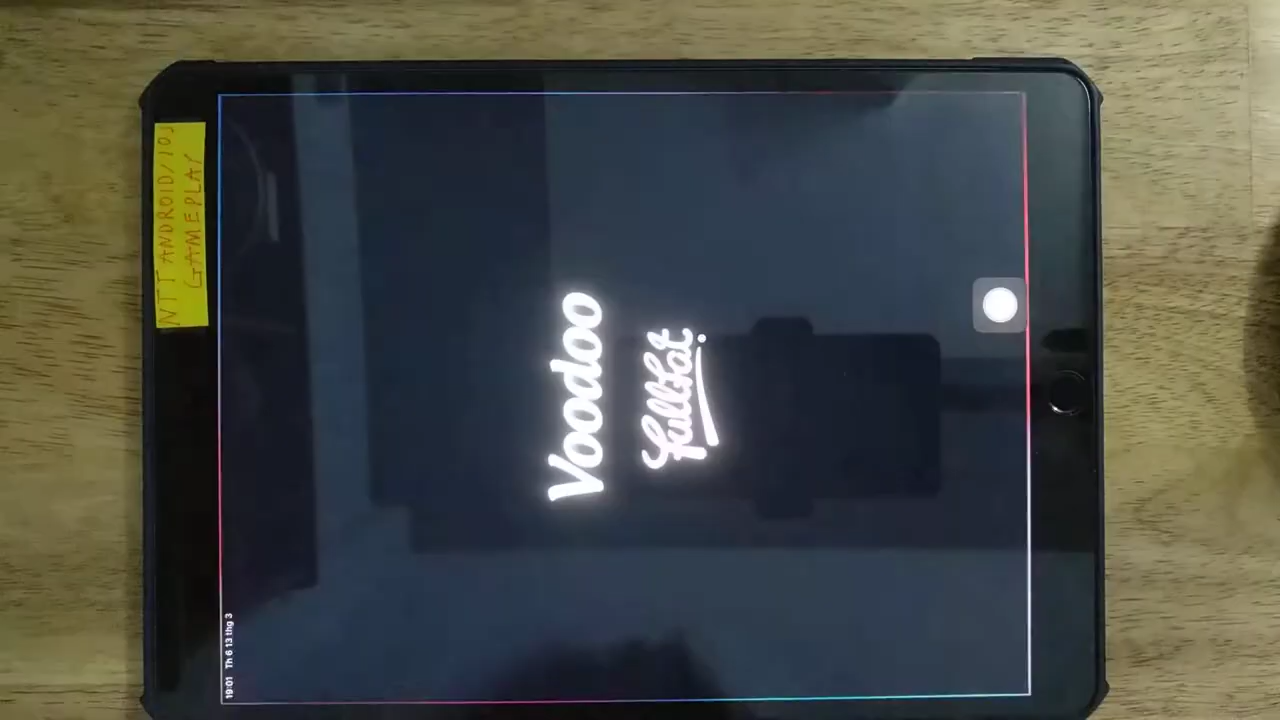 NTT ANDROID/IOS
GAMEPLAY
19:01 Th 6 13 thg 3
Voodoo
fullfat.